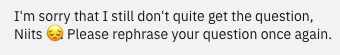 I'm sorry that I still don't quite get the question,
Niits 😔. Please rephrase your question once again.